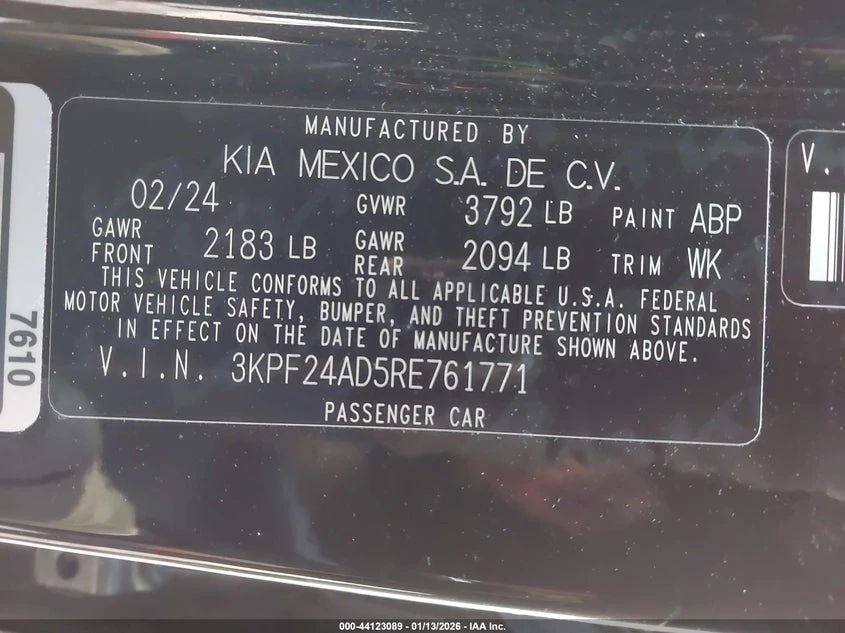 MANUFACTURED BY
KIA MEXICO S.A. DE C.V.
02/24 GVWR 3792 LB PAINT ABP
GAWR FRONT 2183 LB GAWR REAR 2094 LB TRIM WK
THIS VEHICLE CONFORMS TO ALL APPLICABLE U.S.A. FEDERAL
MOTOR VEHICLE SAFETY, BUMPER, AND THEFT PREVENTION STANDARDS
IN EFFECT ON THE DATE OF MANUFACTURE SHOWN ABOVE.
V.I.N. 3KPF24AD5RE761771
PASSENGER CAR
7610
V.
000-44123089 - 01/13/2026 - IAA Inc.